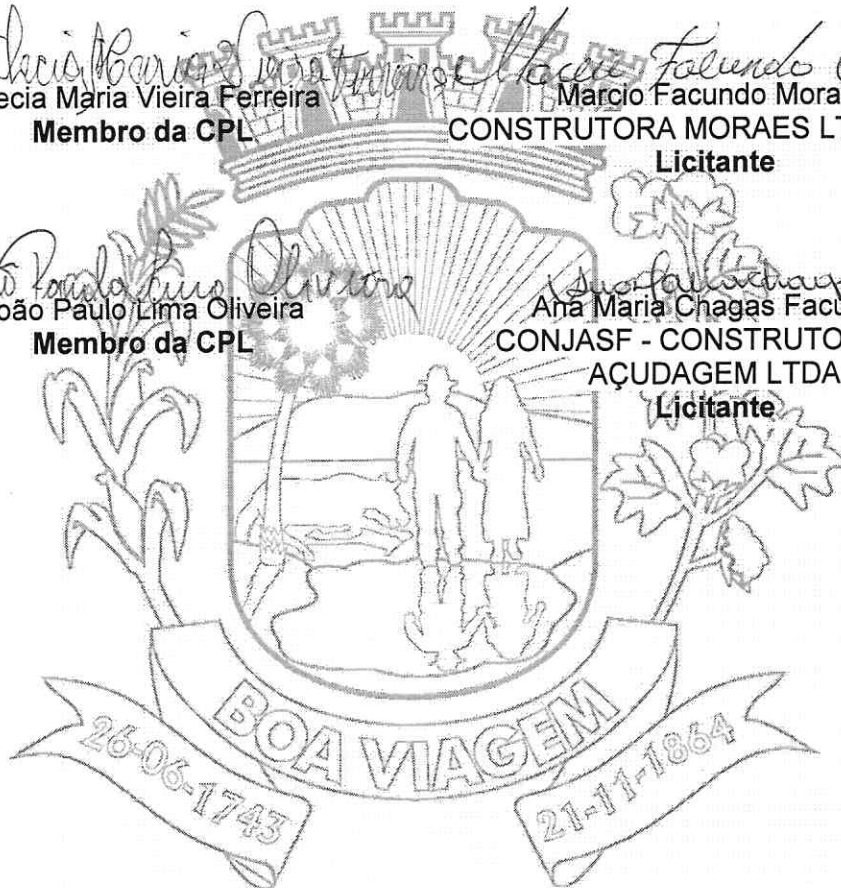 ecia Maria Vieira Ferreira
Membro da CPL
Marcio Facundo Mora
CONSTRUTORA MORAES LT
Licitante
João Paulo Lima Oliveira
Membro da CPL
Ana Maria Chagas Facu
CONJASF - CONSTRUTO
AÇUDAGEM LTDA
Licitante
BOA VIAGEM
26-06-1743
21-11-1864